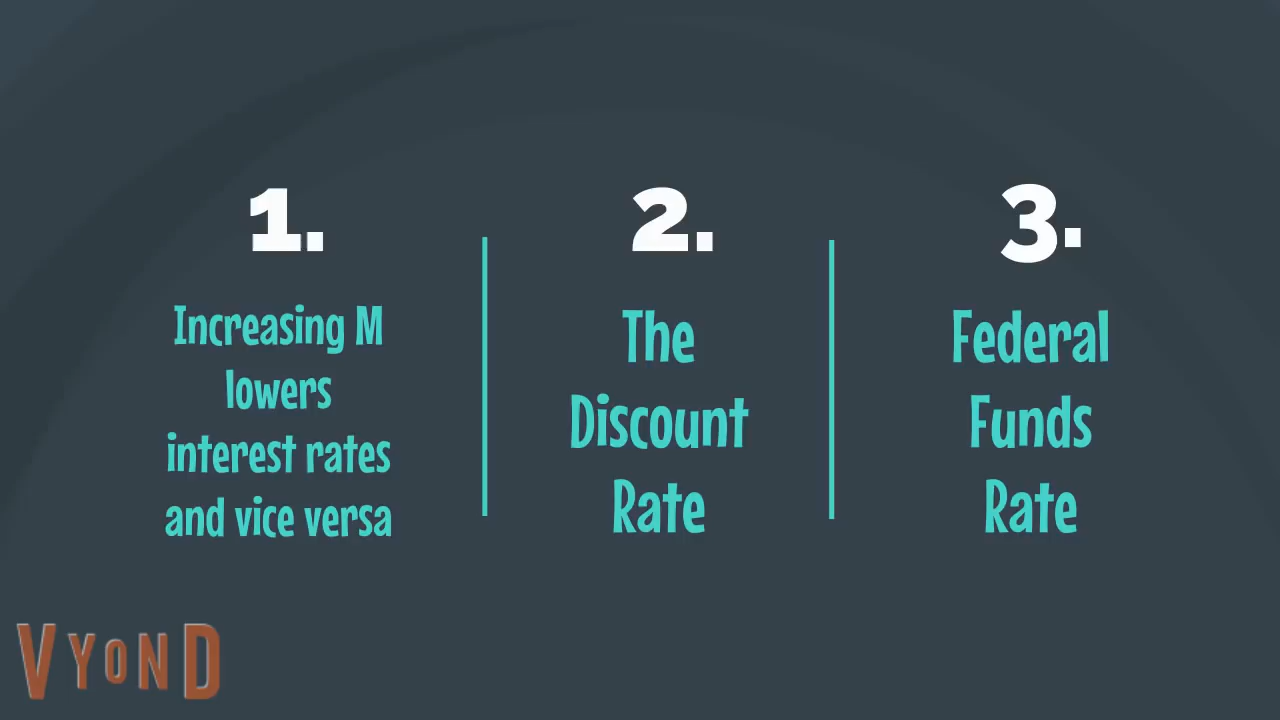 1.
Increasing M
lowers
interest rates
and vice versa
2.
The
Discount
Rate
3.
Federal
Funds
Rate
VYOND